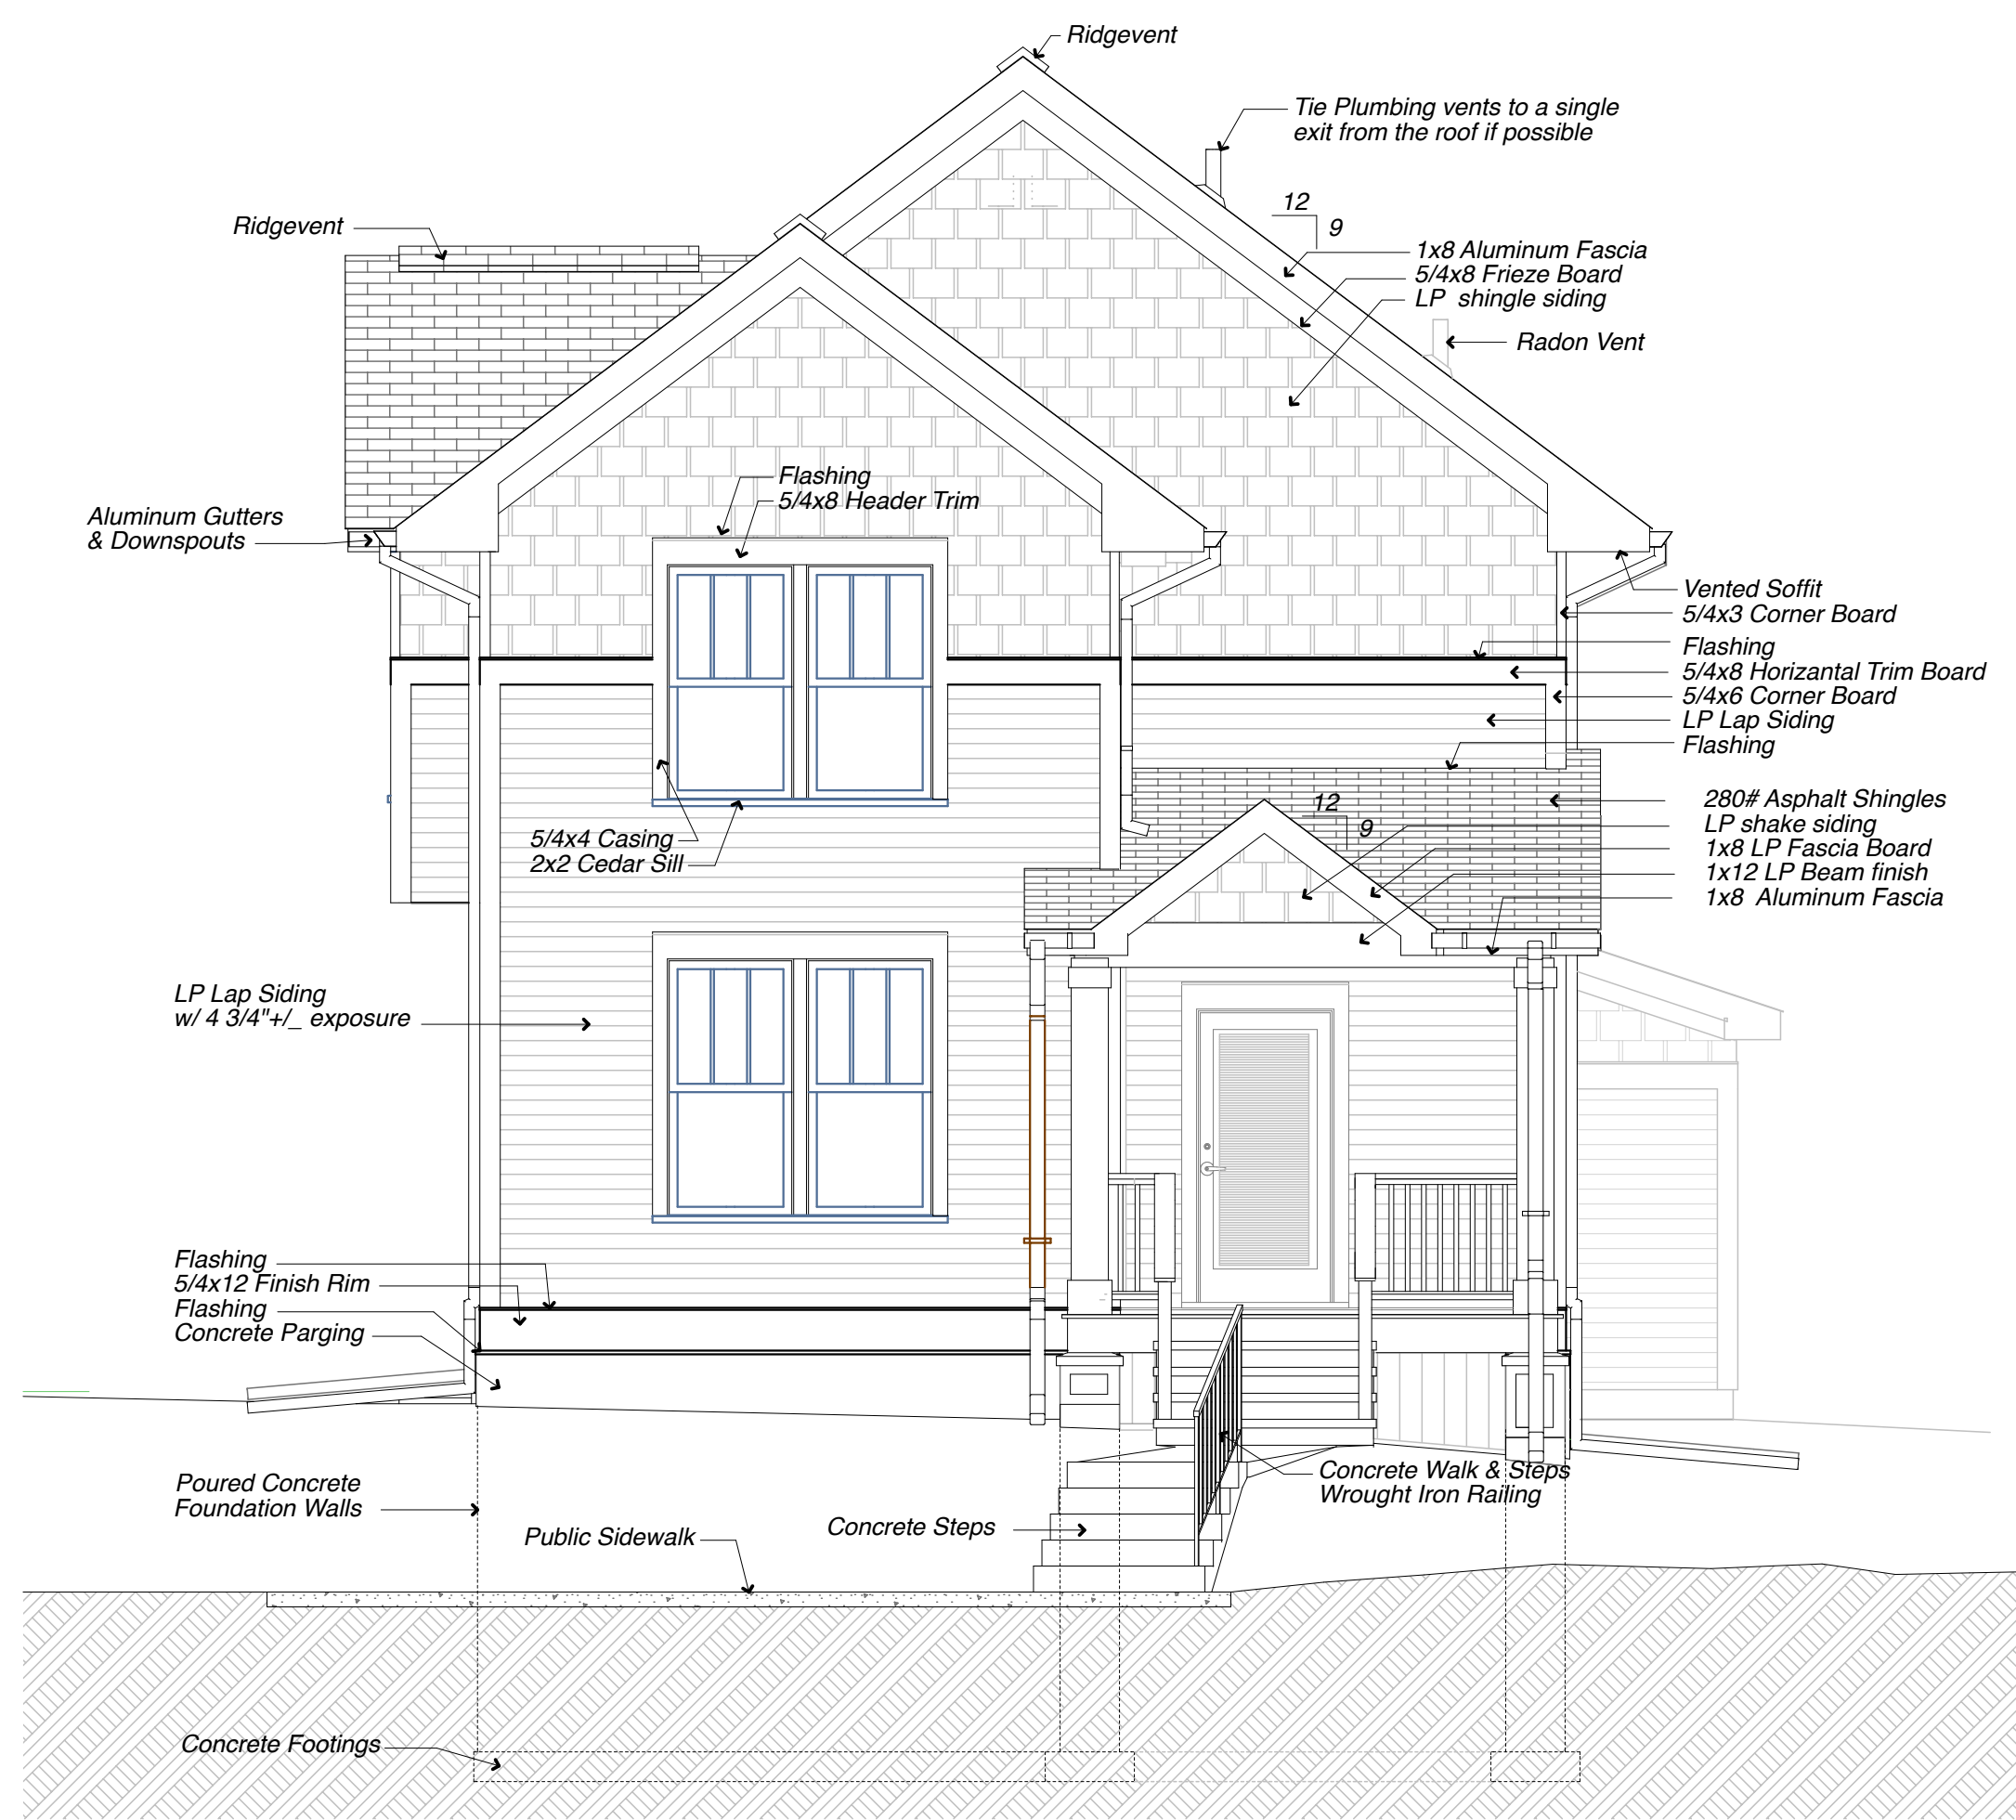 Ridgevent
Tie Plumbing vents to a single
exit from the roof if possible
12
9
Ridgevent
1x8 Aluminum Fascia
5/4x8 Frieze Board
LP shingle siding
Radon Vent
Flashing
5/4x8 Header Trim
Aluminum Gutters
& Downspouts
Vented Soffit
5/4x3 Corner Board
Flashing
5/4x8 Horizantal Trim Board
5/4x6 Corner Board
LP Lap Siding
Flashing
12
9
280# Asphalt Shingles
LP shake siding
1x8 LP Fascia Board
1x12 LP Beam finish
1x8 Aluminum Fascia
5/4x4 Casing
2x2 Cedar Sill
LP Lap Siding
w/ 4 3/4"+/_ exposure
Flashing
5/4x12 Finish Rim
Flashing
Concrete Parging
Poured Concrete
Foundation Walls
Concrete Walk & Steps
Wrought Iron Railing
Public Sidewalk
Concrete Steps
Concrete Footings